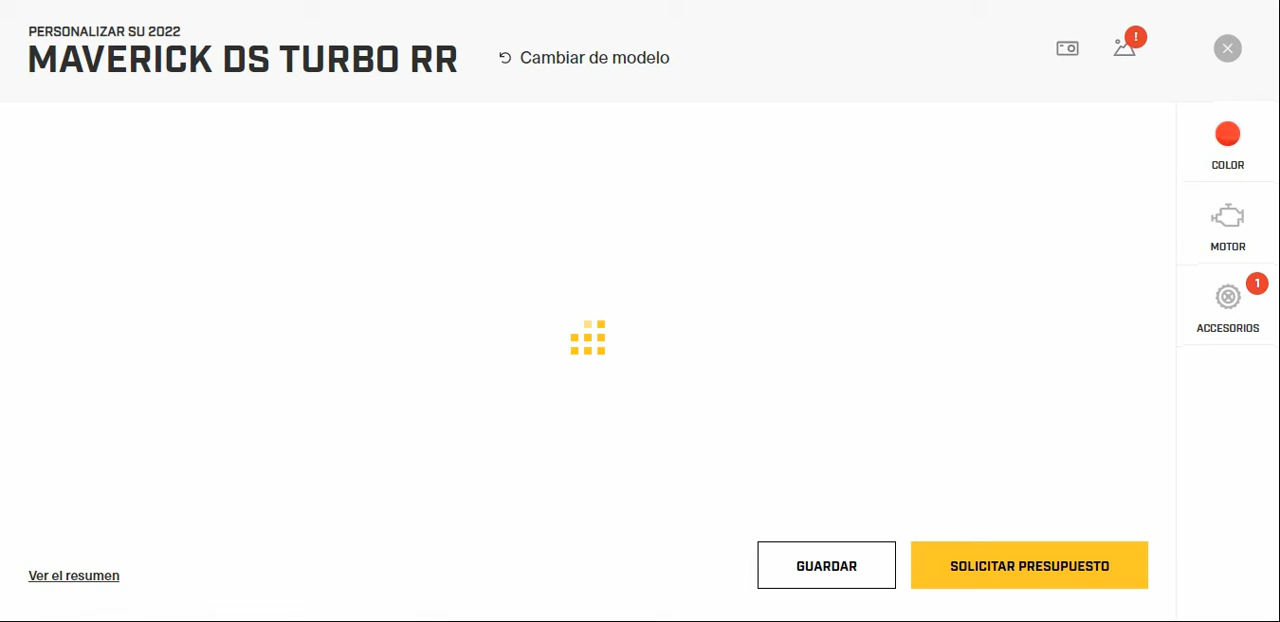 PERSONALIZAR SU 2022
MAVERICK DS TURBO RR
Cambiar de modelo
!
COLOR
MOTOR
1
ACCESORIOS
Ver el resumen
GUARDAR
SOLICITAR PRESUPUESTO